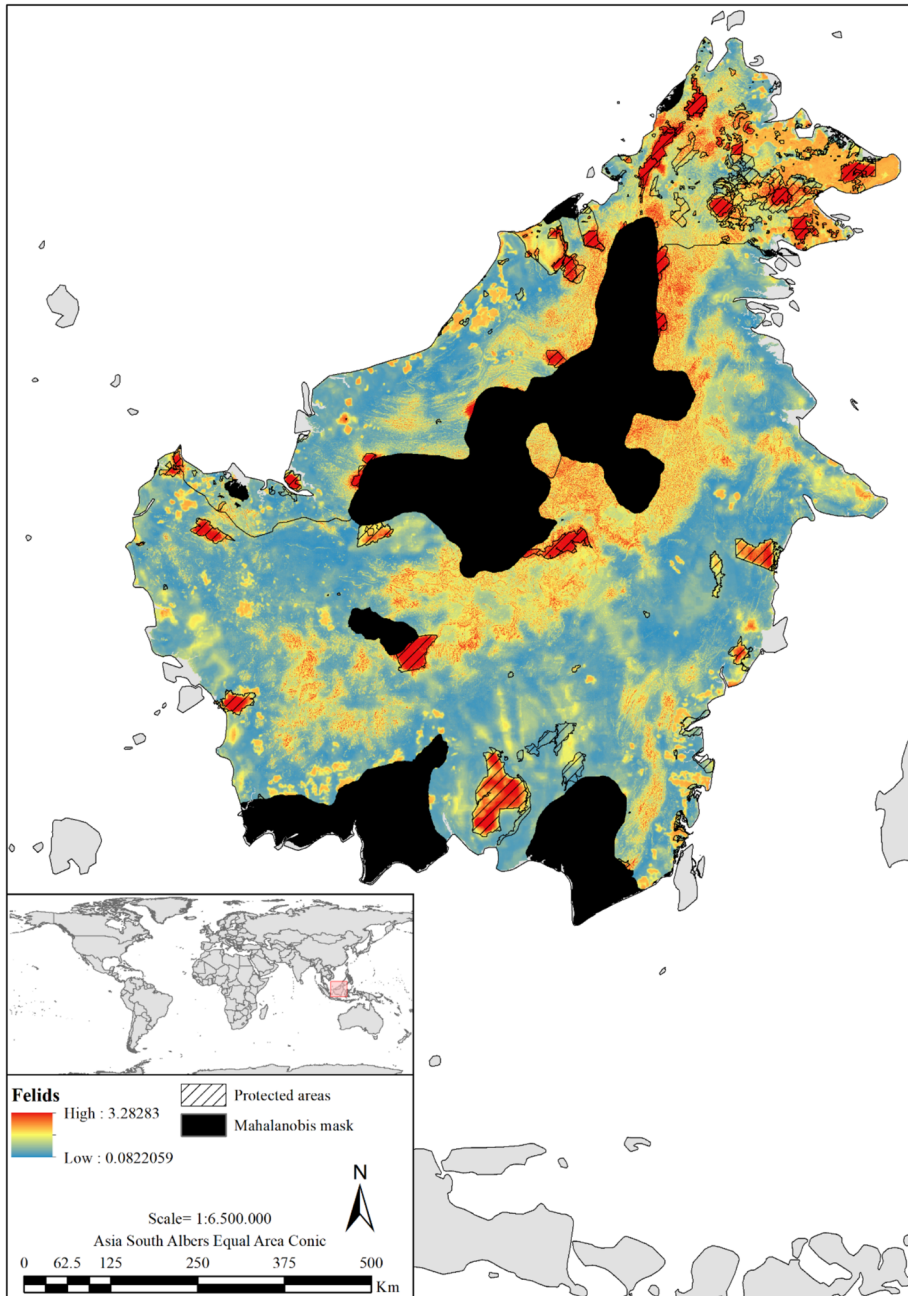 Felids
High : 3.28283
Low : 0.0822059
Protected areas
Mahalanobis mask
N
Scale= 1:6.500.000
Asia South Albers Equal Area Conic
0 62.5 125 250 375 500
Km